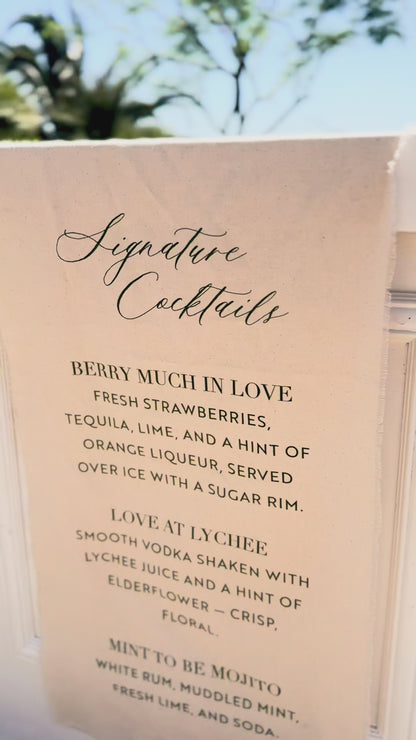 Signature
Cocktails
BERRY MUCH IN LOVE
FRESH STRAWBERRIES,
TEQUILA, LIME, AND A HINT OF
ORANGE LIQUEUR, SERVED
OVER ICE WITH A SUGAR RIM.
LOVE AT LYCHEE
SMOOTH VODKA SHAKEN WITH
LYCHEE JUICE AND A HINT OF
ELDERFLOWER – CRISP,
FLORAL.
MINT TO BE MOJITO
WHITE RUM, MUDDLED MINT,
FRESH LIME, AND SODA.